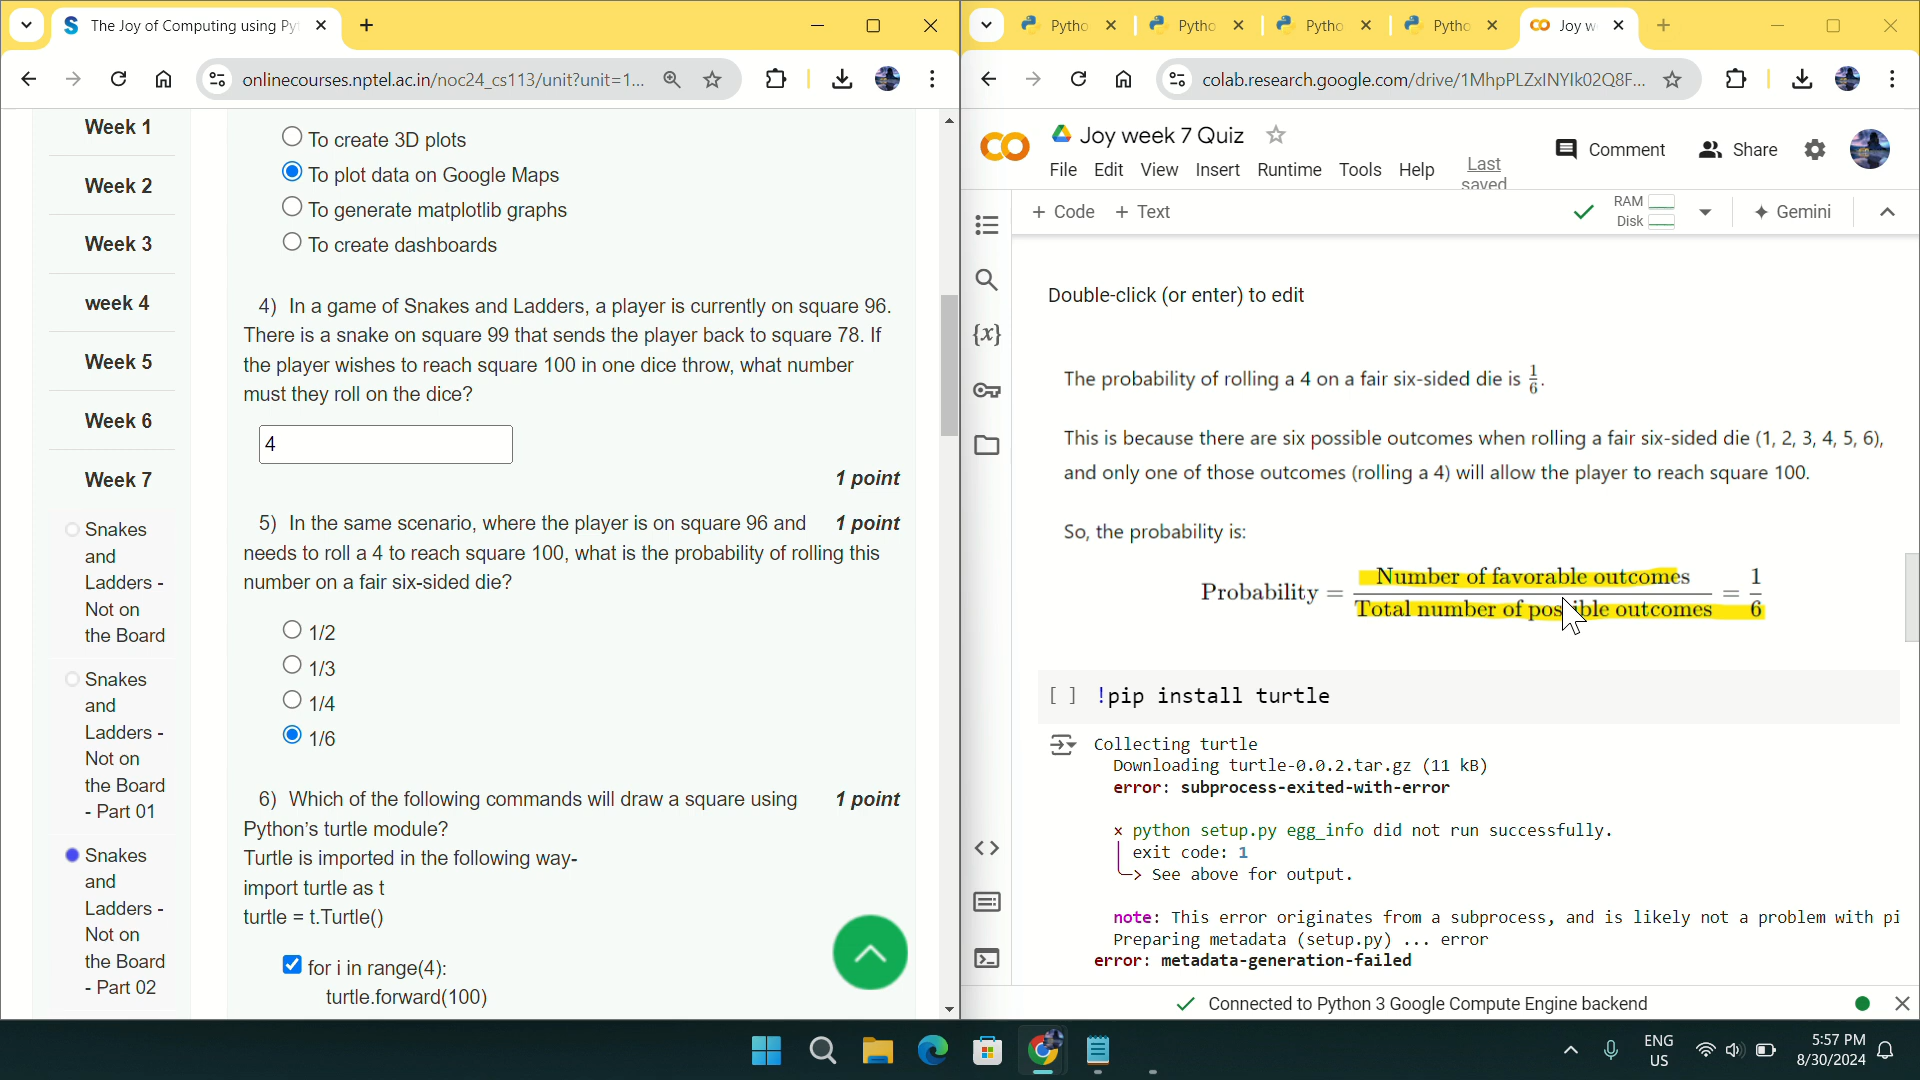 The Joy of Computing using Py
onlinecourses.nptel.ac.in/noc24_cs113/unit?unit=1...
Week 1
Week 2
Week 3
week 4
Week 5
Week 6
Week 7
Snakes
and
Ladders -
Not on
the Board
Snakes
and
Ladders -
Not on
the Board
- Part 01
Snakes
and
Ladders -
Not on
the Board
- Part 02
To create 3D plots
To plot data on Google Maps
To generate matplotlib graphs
To create dashboards
4) In a game of Snakes and Ladders, a player is currently on square 96.
There is a snake on square 99 that sends the player back to square 78. If
the player wishes to reach square 100 in one dice throw, what number
must they roll on the dice?
4
1 point
5) In the same scenario, where the player is on square 96 and 1 point
needs to roll a 4 to reach square 100, what is the probability of rolling this
number on a fair six-sided die?
1/2
1/3
1/4
1/6
6) Which of the following commands will draw a square using 1 point
Python's turtle module?
Turtle is imported in the following way-
import turtle as t
turtle = t.Turtle()
for i in range(4):
turtle.forward(100)
Pytho
Pytho
Pytho
Pytho
Joy w
colab.research.google.com/drive/1MhpPLZxINYIk02Q8F...
Joy week 7 Quiz
File Edit View Insert Runtime Tools Help Last
saved
Comment
Share
+ Code + Text
RAM
Disk
Gemini
Double-click (or enter) to edit
The probability of rolling a 4 on a fair six-sided die is 1/6.
This is because there are six possible outcomes when rolling a fair six-sided die (1, 2, 3, 4, 5, 6),
and only one of those outcomes (rolling a 4) will allow the player to reach square 100.
So, the probability is:
Probability = Number of favorable outcomes / Total number of possible outcomes = 1/6
[ ] !pip install turtle
Collecting turtle
Downloading turtle-0.0.2.tar.gz (11 kB)
error: subprocess-exited-with-error
× python setup.py egg_info did not run successfully.
│ exit code: 1
╰─> See above for output.
note: This error originates from a subprocess, and is likely not a problem with pi
Preparing metadata (setup.py) ... error
error: metadata-generation-failed
Connected to Python 3 Google Compute Engine backend
ENG
US
5:57 PM
8/30/2024